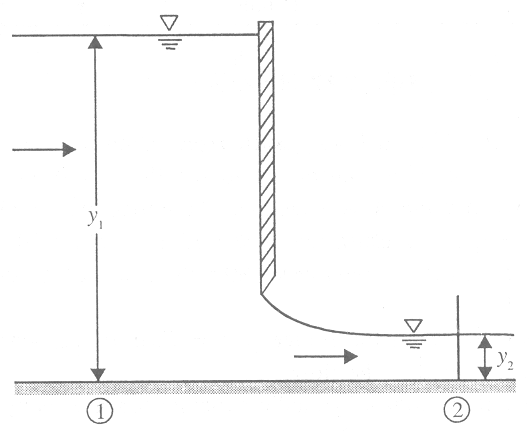 y₁
y₂
① ②